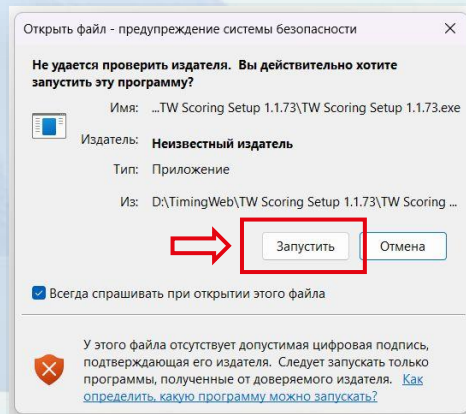 Открыть файл - предупреждение системы безопасности
Не удается проверить издателя. Вы действительно хотите
запустить эту программу?
Имя: ...TW Scoring Setup 1.1.73\TW Scoring Setup 1.1.73.exe
Издатель: Неизвестный издатель
Тип: Приложение
Из: D:\TimingWeb\TW Scoring Setup 1.1.73\TW Scoring ...
Запустить Отмена
Всегда спрашивать при открытии этого файла
У этого файла отсутствует допустимая цифровая подпись,
подтверждающая его издателя. Следует запускать только
программы, полученные от доверяемого издателя. Как
определить, какую программу можно запускать?